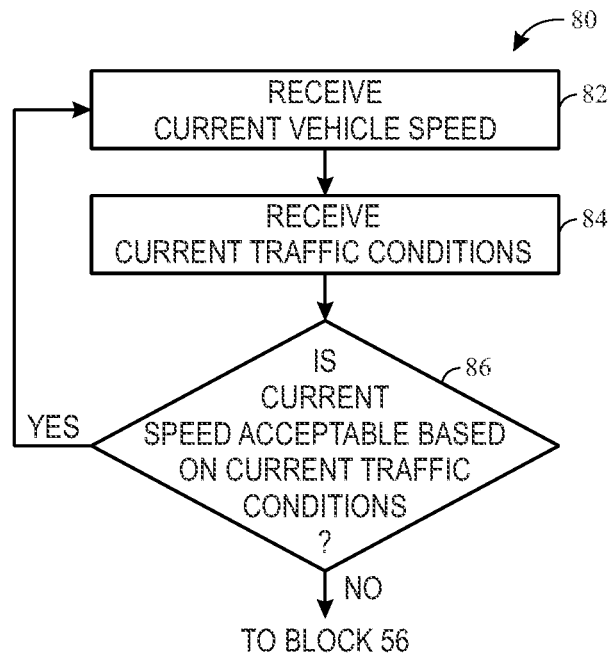 80
RECEIVE
CURRENT VEHICLE SPEED
82
RECEIVE
CURRENT TRAFFIC CONDITIONS
84
IS
CURRENT
SPEED ACCEPTABLE BASED
ON CURRENT TRAFFIC
CONDITIONS
?
86
YES
NO
TO BLOCK 56